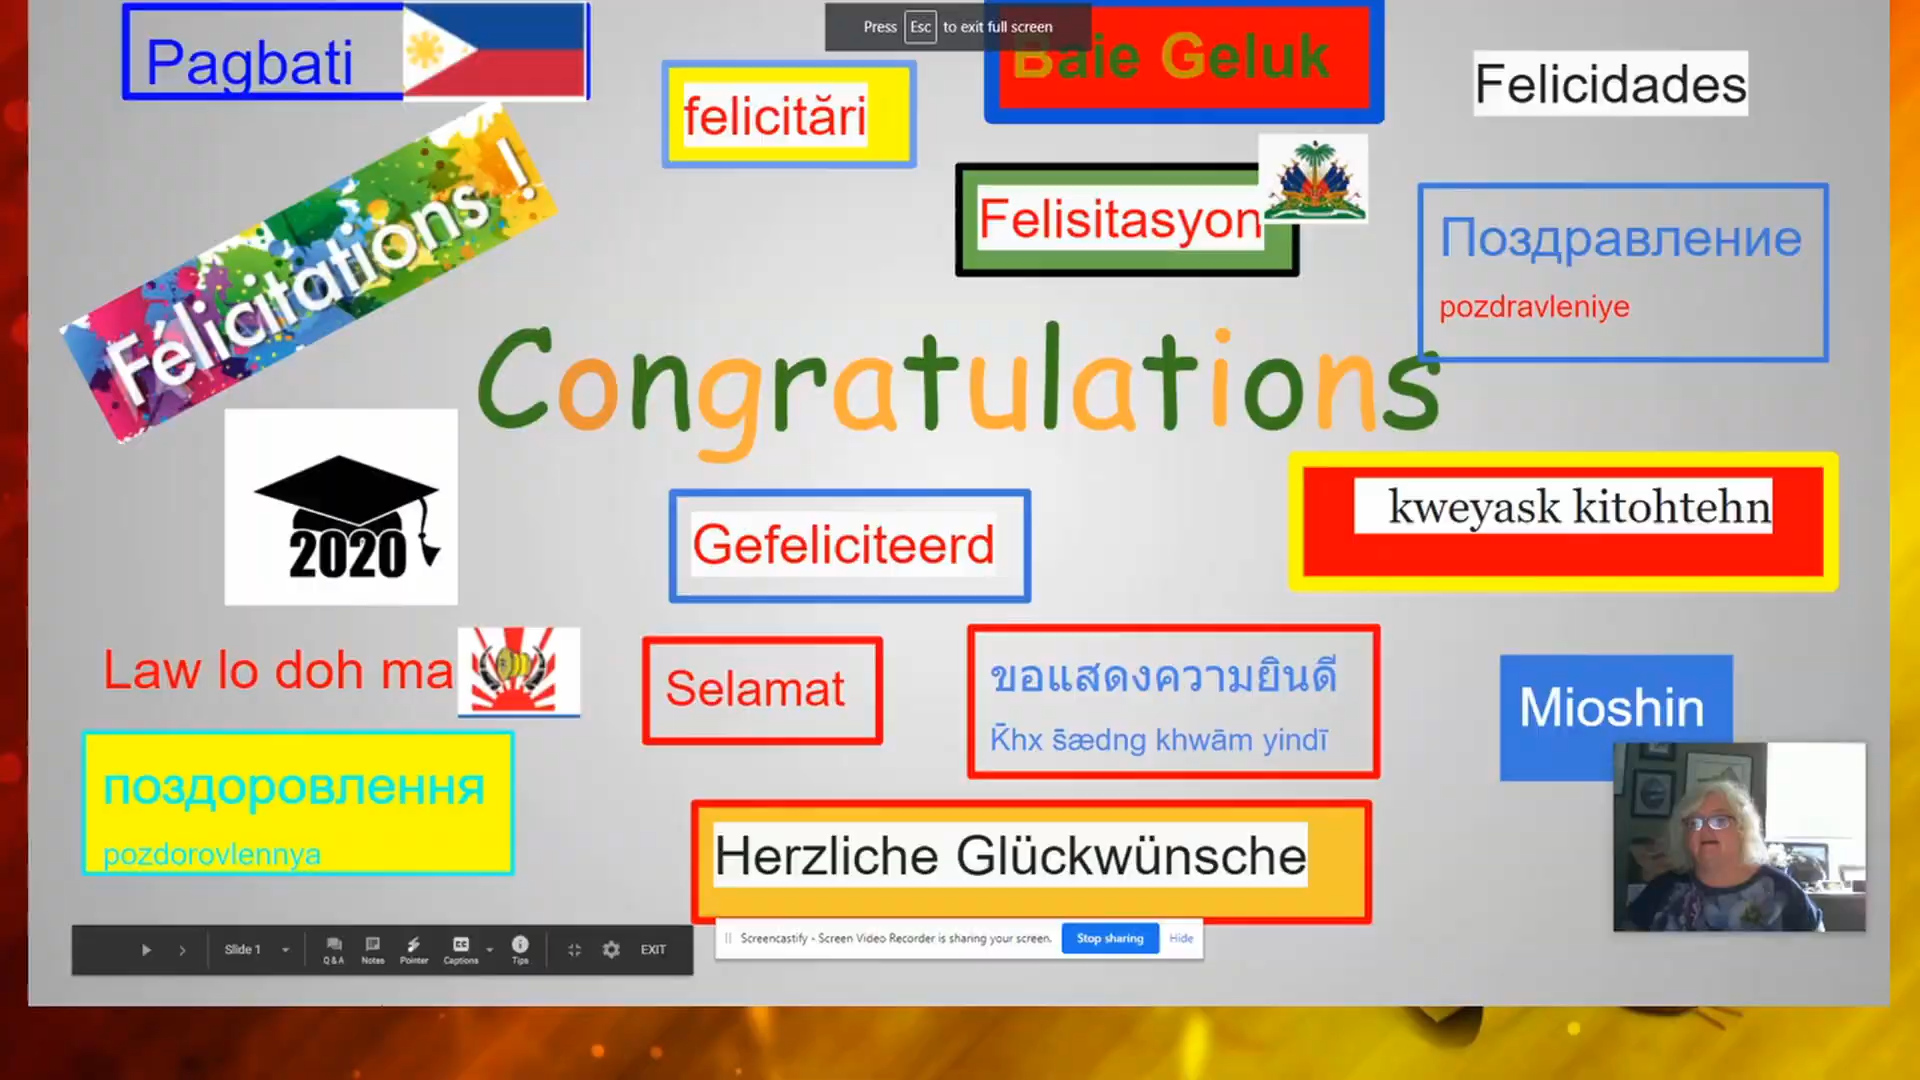 Press Esc to exit full screen
Pagbati
Baie Geluk
Felicidades
felicitări
Félicitations !
Felisitasyon
Поздравление
pozdravleniye
Congratulations
2020
Gefeliciteerd
kweyask kitohtehn
Law lo doh ma
Selamat
ขอแสดงความยินดี
K̄hx s̄ædng khwām yindī
Mioshin
поздоровлення
pozdorovlennya
Herzliche Glückwünsche
Slide 1
Q&A Notes Pointer Captions Tips
EXIT
Screencastify - Screen Video Recorder is sharing your screen. Stop sharing Hide